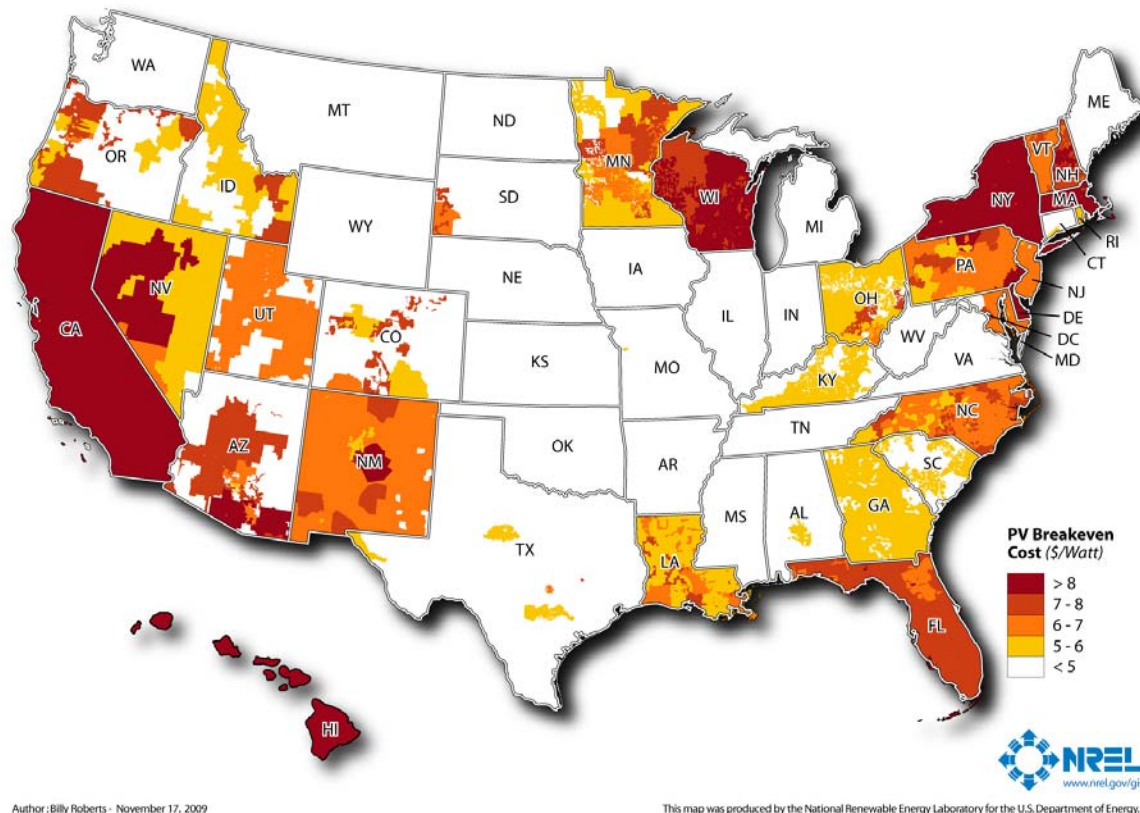 WA
MT
ND
MN
ME
OR
ID
SD
WI
VT
NH
NY
MA
WY
MI
RI
CT
NV
UT
NE
IA
PA
NJ
CA
CO
IL
IN
OH
DE
DC
MD
KS
MO
WV
VA
KY
AZ
NM
OK
AR
TN
NC
SC
MS
AL
GA
TX
LA
FL
HI
PV Breakeven
Cost ($/Watt)
> 8
7 - 8
6 - 7
5 - 6
< 5
NREL
www.nrel.gov/gi
Author : Billy Roberts - November 17, 2009
This map was produced by the National Renewable Energy Laboratory for the U.S. Department of Energy.